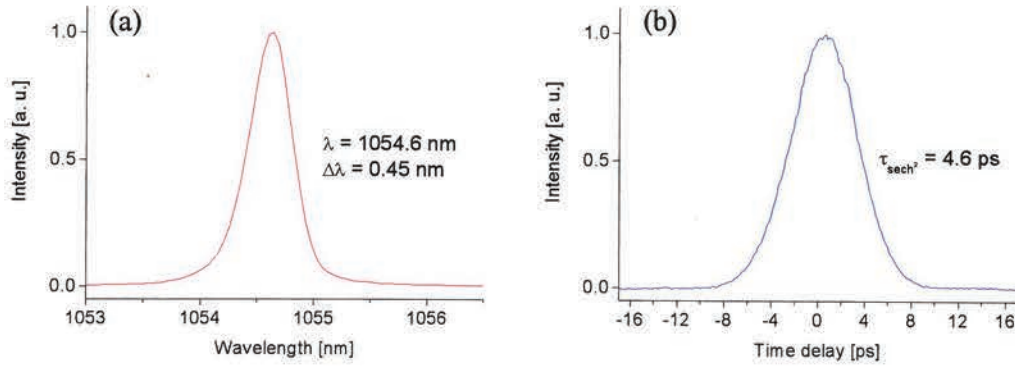 (a)
1.0
0.5
0.0
Intensity [a. u.]
λ = 1054.6 nm
Δλ = 0.45 nm
1053
1054
1055
1056
Wavelength [nm]
(b)
1.0
0.5
0.0
Intensity [a. u.]
τsech² = 4.6 ps
-16 -12 -8 -4 0 4 8 12 16
Time delay [ps]